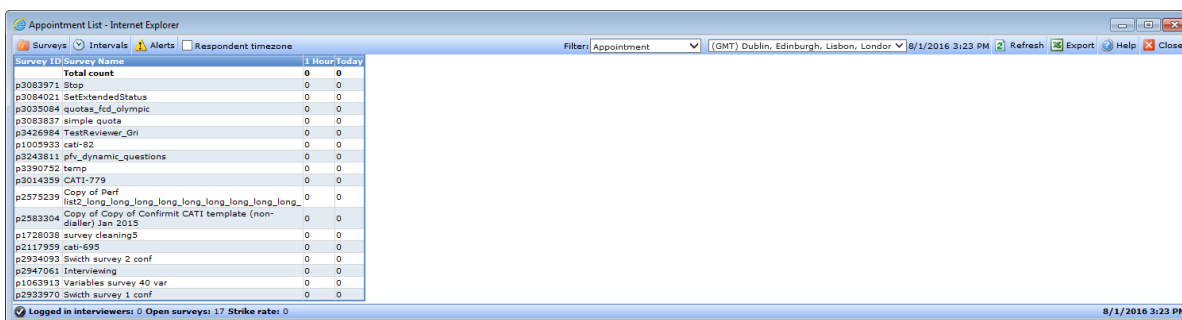 Appointment List - Internet Explorer
Surveys Intervals Alerts Respondent timezone Filter: Appointment (GMT) Dublin, Edinburgh, Lisbon, Londor 8/1/2016 3:23 PM Refresh Export Help Close
Survey ID Survey Name 1 Hour Today
Total count 0 0
p3083971 Stop 0 0
p3084021 SetExtendedStatus 0 0
p3035084 quotas_fcd_olympic 0 0
p3083837 simple quota 0 0
p3426984 TestReviewer_Gri 0 0
p1005933 cati-82 0 0
p3243811 pfv_dynamic_questions 0 0
p3390752 temp 0 0
p3014359 CATI-779 0 0
p2575239 Copy of Perf
list2_long_long_long_long_long_long_long_long_long_ 0 0
p2583304 Copy of Copy of Confirmit CATI template (non-
dialler) Jan 2015 0 0
p1728038 survey cleaning5 0 0
p2117959 cati-695 0 0
p2934093 Swicth survey 2 conf 0 0
p2947061 Interviewing 0 0
p1063913 Variables survey 40 var 0 0
p2933970 Swicth survey 1 conf 0 0
Logged in interviewers: 0 Open surveys: 17 Strike rate: 0 8/1/2016 3:23 PM